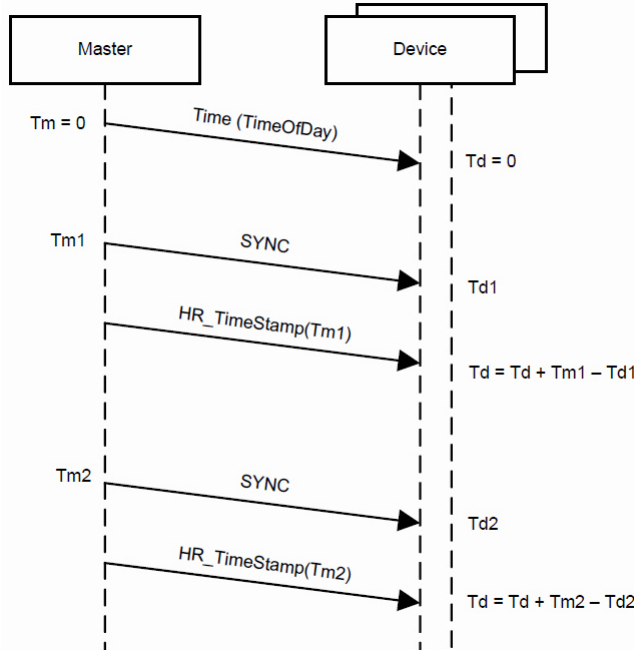 Master
Device
Tm = 0
Time (TimeOfDay)
Td = 0
Tm1
SYNC
Td1
HR_TimeStamp(Tm1)
Td = Td + Tm1 – Td1
Tm2
SYNC
Td2
HR_TimeStamp(Tm2)
Td = Td + Tm2 – Td2